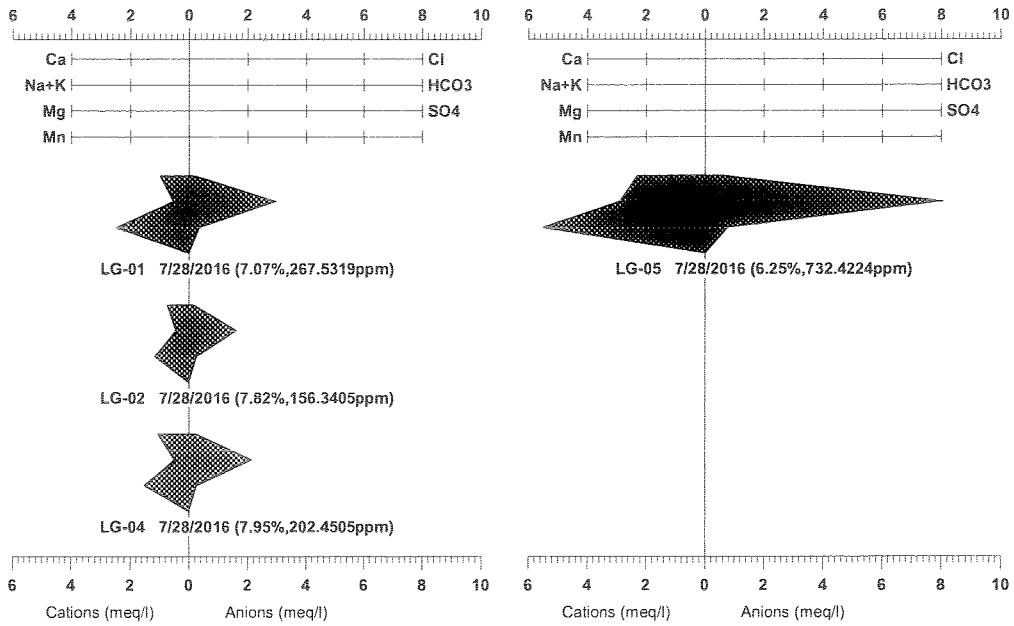 6 4 2 0 2 4 6 8 10
Ca Cl
Na+K HCO3
Mg SO4
Mn
LG-01 7/28/2016 (7.07%,267.5319ppm)
LG-02 7/28/2016 (7.82%,156.3405ppm)
LG-04 7/28/2016 (7.95%,202.4505ppm)
6 4 2 0 2 4 6 8 10
Cations (meq/l) Anions (meq/l)
6 4 2 0 2 4 6 8 10
Ca Cl
Na+K HCO3
Mg SO4
Mn
LG-05 7/28/2016 (6.25%,732.4224ppm)
6 4 2 0 2 4 6 8 10
Cations (meq/l) Anions (meq/l)